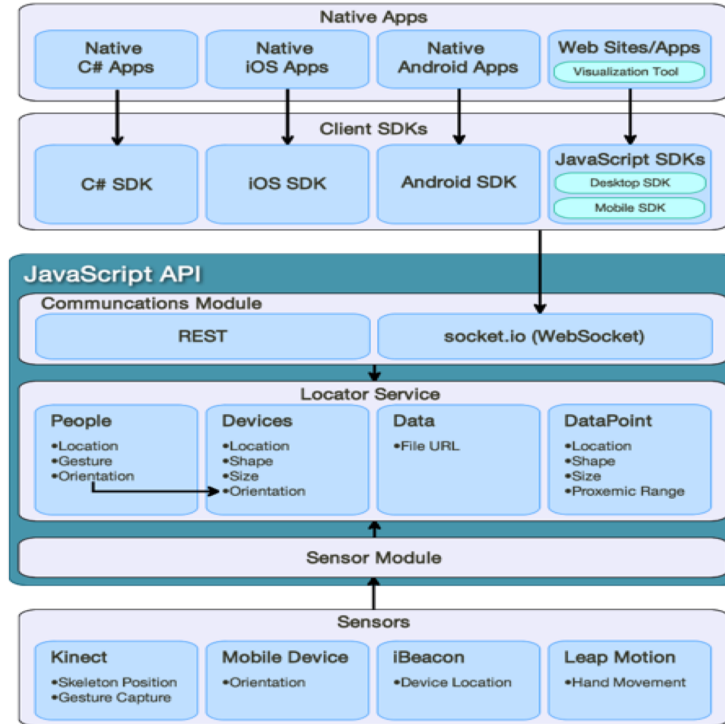 Native Apps
Native
C# Apps
Native
iOS Apps
Native
Android Apps
Web Sites/Apps
Visualization Tool
Client SDKs
C# SDK
iOS SDK
Android SDK
JavaScript SDKs
Desktop SDK
Mobile SDK
JavaScript API
Communcations Module
REST
socket.io (WebSocket)
Locator Service
People
•Location
•Gesture
•Orientation
Devices
•Location
•Shape
•Size
•Orientation
Data
•File URL
DataPoint
•Location
•Shape
•Size
•Proxemic Range
Sensor Module
Sensors
Kinect
•Skeleton Position
•Gesture Capture
Mobile Device
•Orientation
iBeacon
•Device Location
Leap Motion
•Hand Movement